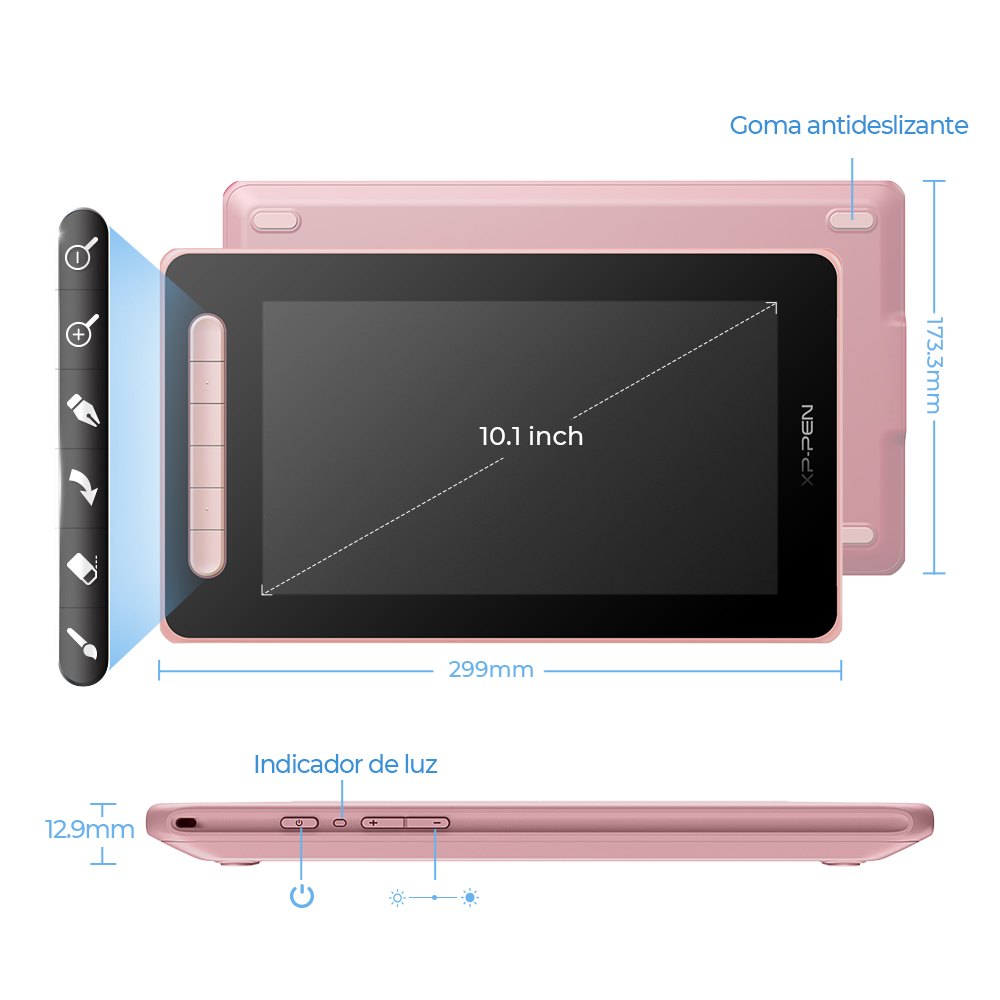 Goma antideslizante
173.3mm
10.1 inch
XP-PEN
299mm
Indicador de luz
12.9mm